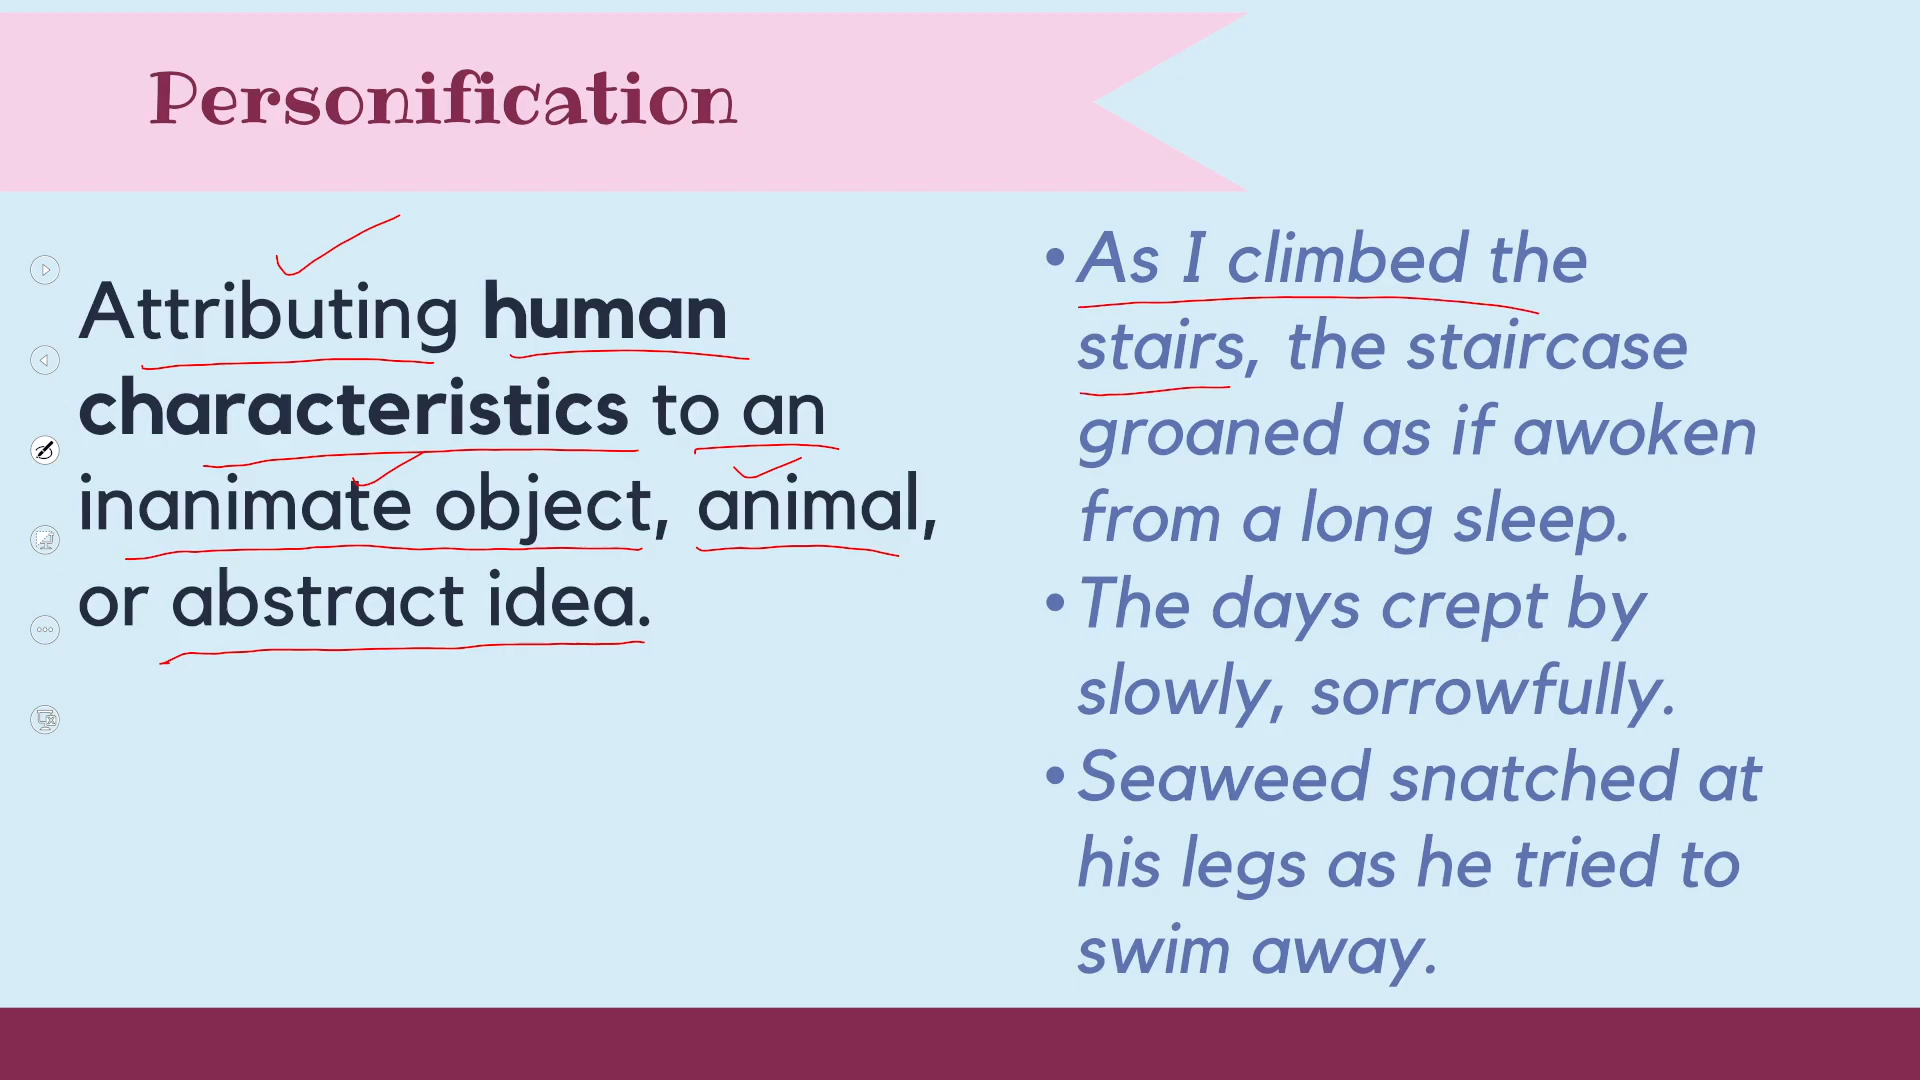 Personification
Attributing human
characteristics to an
inanimate object, animal,
or abstract idea.
• As I climbed the
stairs, the staircase
groaned as if awoken
from a long sleep.
• The days crept by
slowly, sorrowfully.
• Seaweed snatched at
his legs as he tried to
swim away.